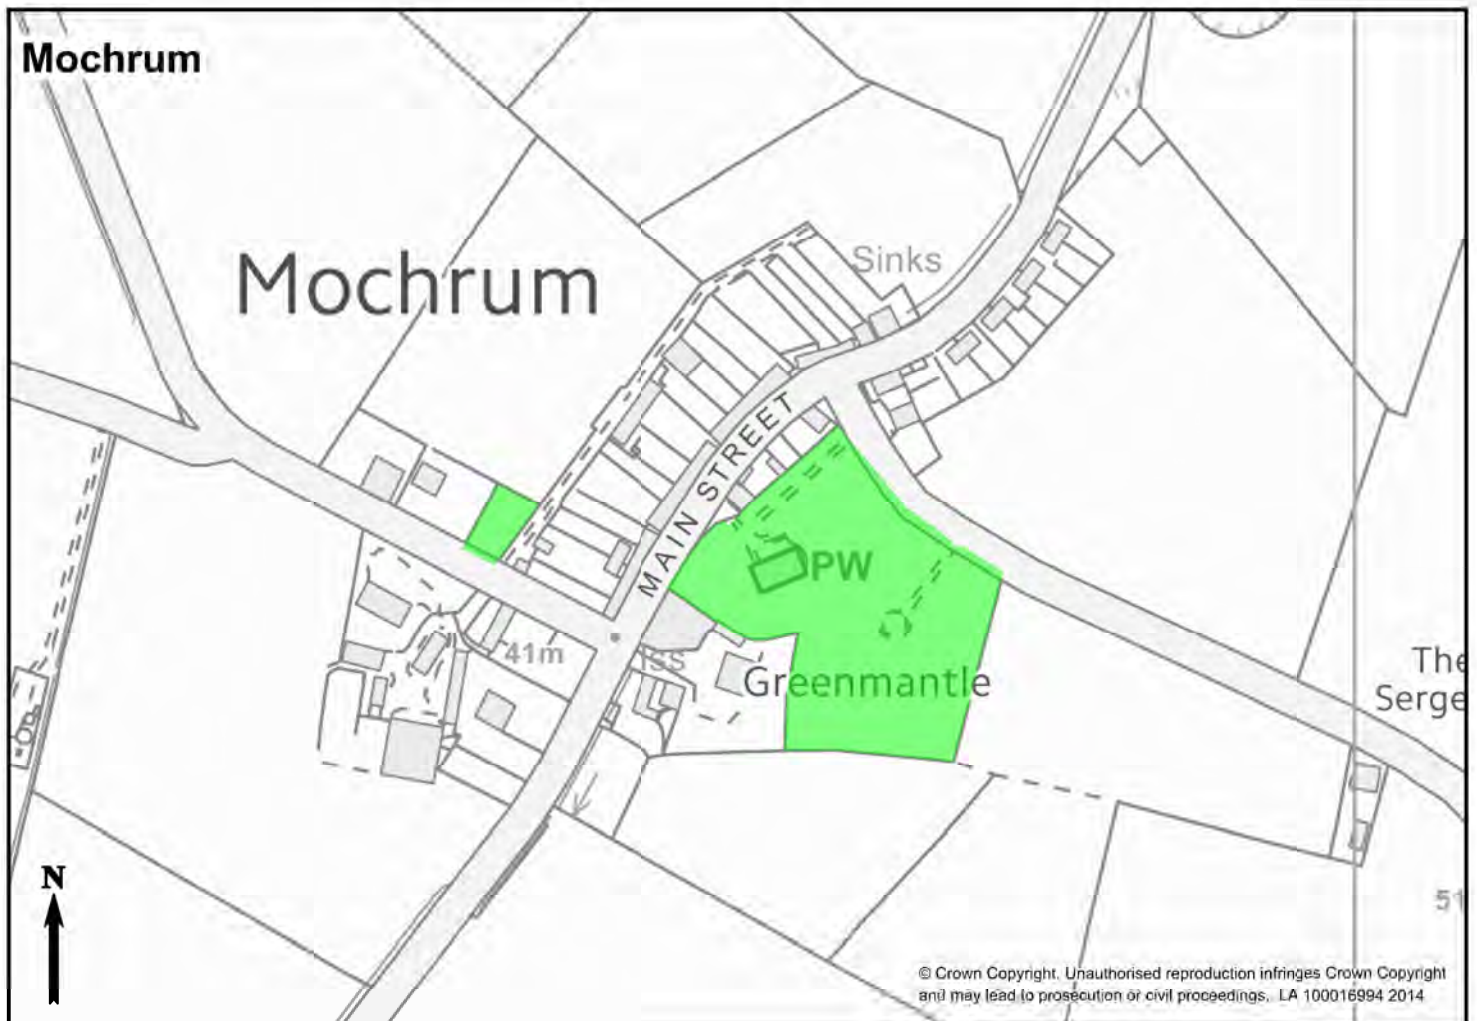 Mochrum
Mochrum
Sinks
MAIN STREET
PW
41m
Greenmantle
The
Serge
51
N
© Crown Copyright. Unauthorised reproduction infringes Crown Copyright
and may lead to prosecution or civil proceedings. LA 100016994 2014